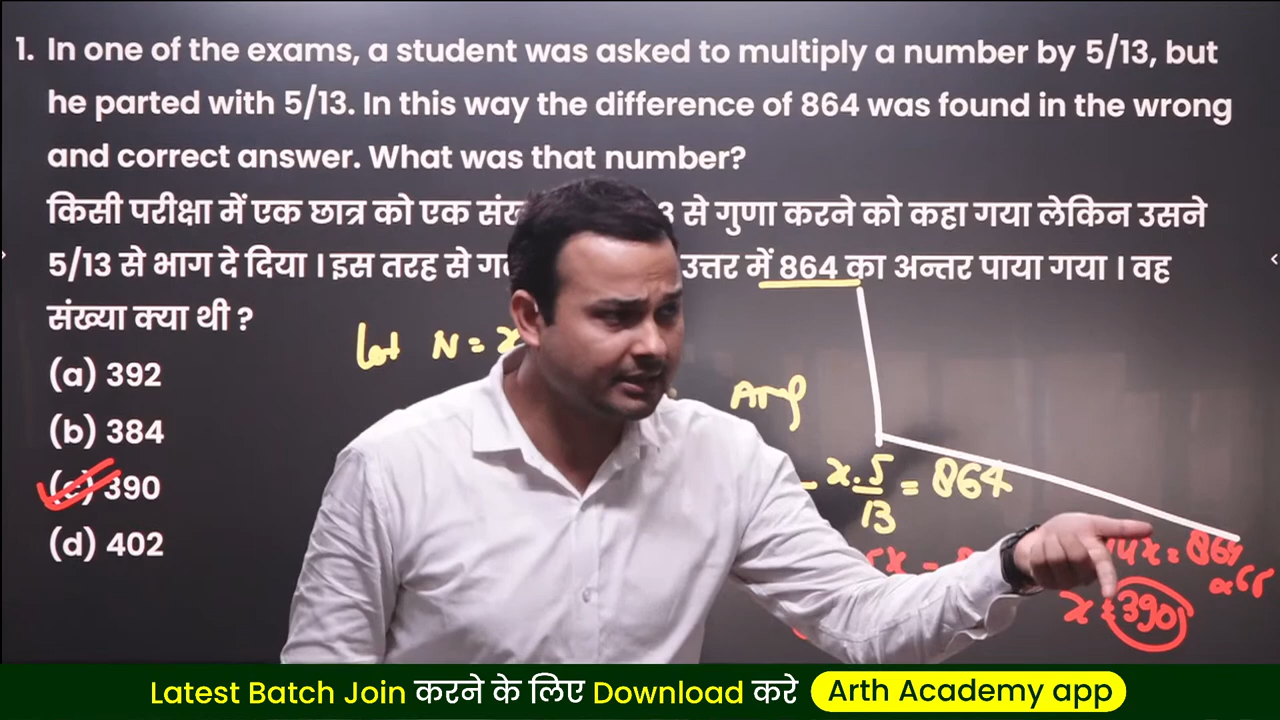 1. In one of the exams, a student was asked to multiply a number by 5/13, but
he parted with 5/13. In this way the difference of 864 was found in the wrong
and correct answer. What was that number?
किसी परीक्षा में एक छात्र को एक से गुणा करने को कहा गया लेकिन उसने
5/13 से भाग दे दिया । इस तरह से उत्तर में 864 का अन्तर पाया गया । वह
संख्या क्या थी ?
Let N = x
(a) 392
(b) 384
(c) 390
(d) 402
- x.5/13 = 864
x = 390
Latest Batch Join करने के लिए Download करे Arth Academy app